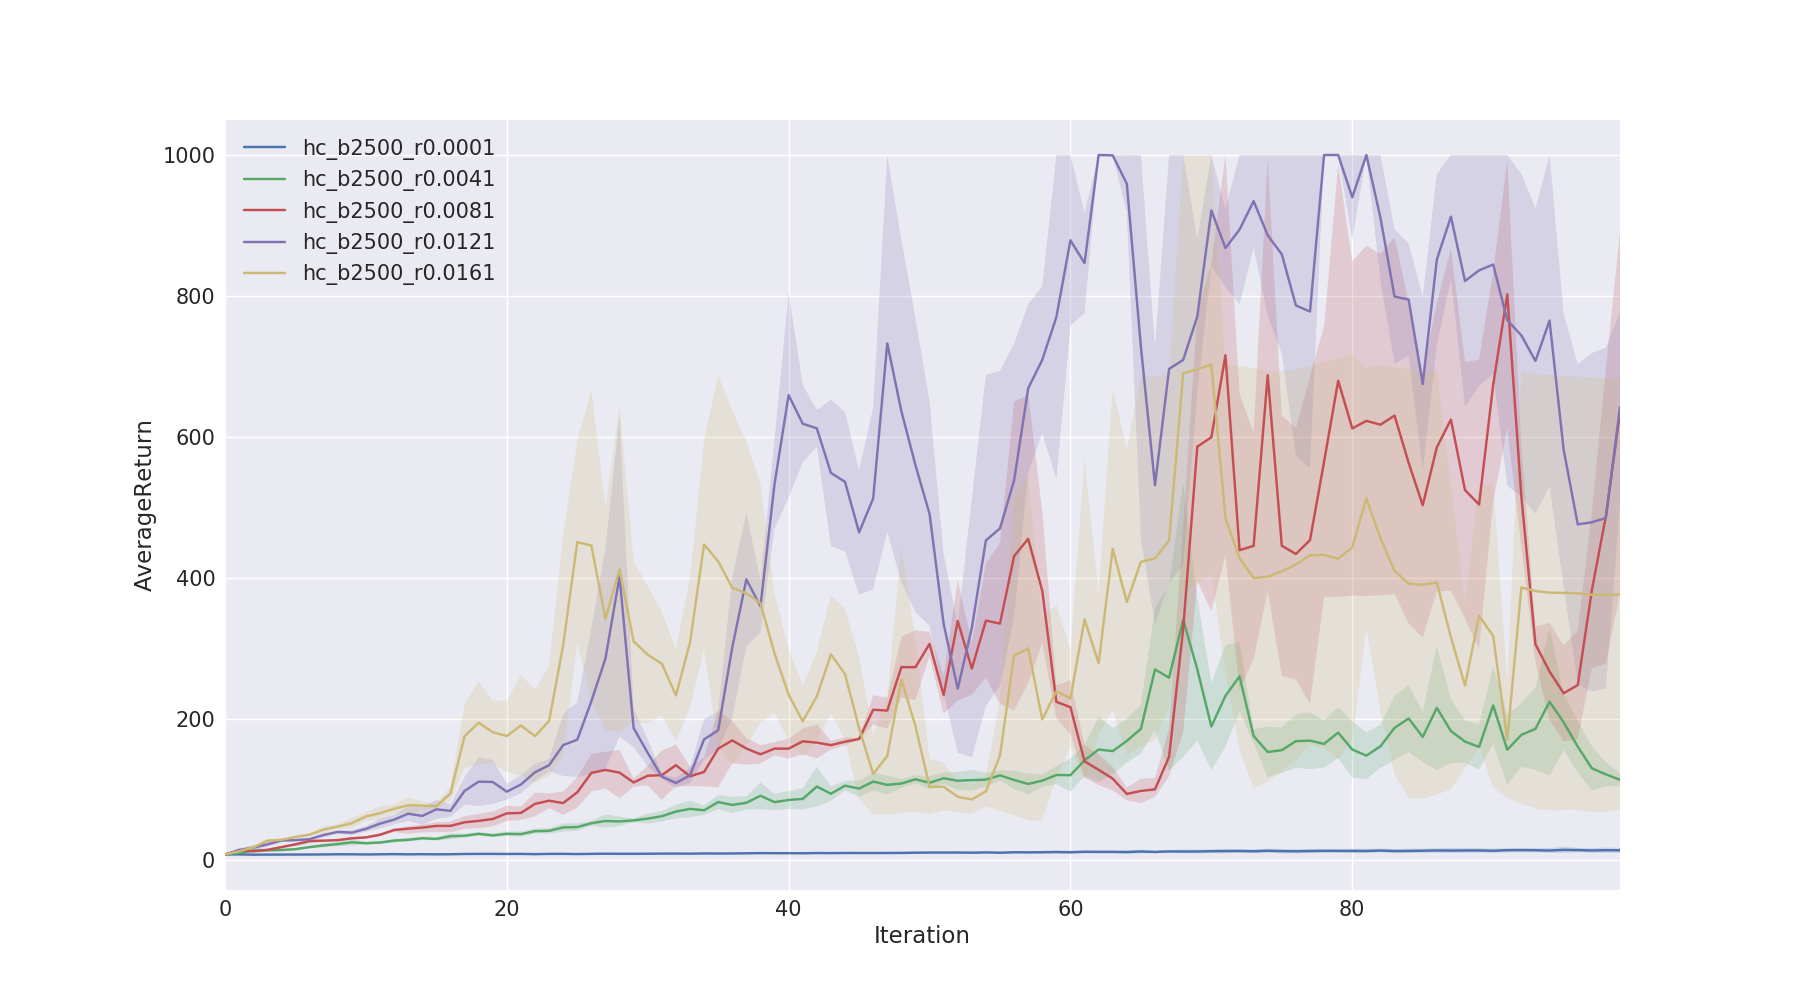 1000
800
600
400
200
0
AverageReturn
hc_b2500_r0.0001
hc_b2500_r0.0041
hc_b2500_r0.0081
hc_b2500_r0.0121
hc_b2500_r0.0161
0 20 40 60 80
Iteration